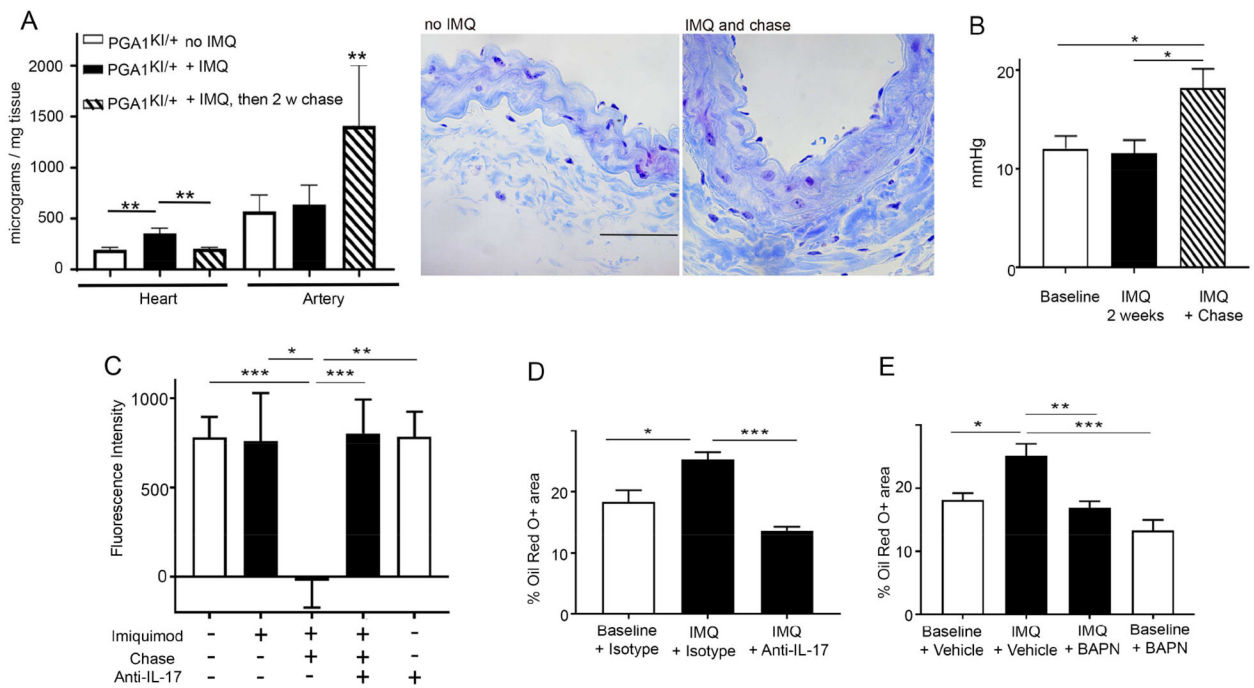 A
PGA1KI/+ no IMQ
PGA1KI/+ + IMQ
PGA1KI/+ + IMQ, then 2 w chase
micrograms / mg tissue
2000
1500
1000
500
0
**
**
**
Heart
Artery
no IMQ
IMQ and chase
B
*
*
mmHg
20
10
0
Baseline
IMQ
2 weeks
IMQ
+ Chase
C
*
**
***
***
Fluorescence Intensity
1000
500
0
Imiquimod - + + + -
Chase - - + + -
Anti-IL-17 - - - + +
D
*
***
% Oil Red O+ area
20
10
0
Baseline
+ Isotype
IMQ
+ Isotype
IMQ
+ Anti-IL-17
E
**
*
***
% Oil Red O+ area
30
20
10
0
Baseline
+ Vehicle
IMQ
+ Vehicle
IMQ
+ BAPN
Baseline
+ BAPN